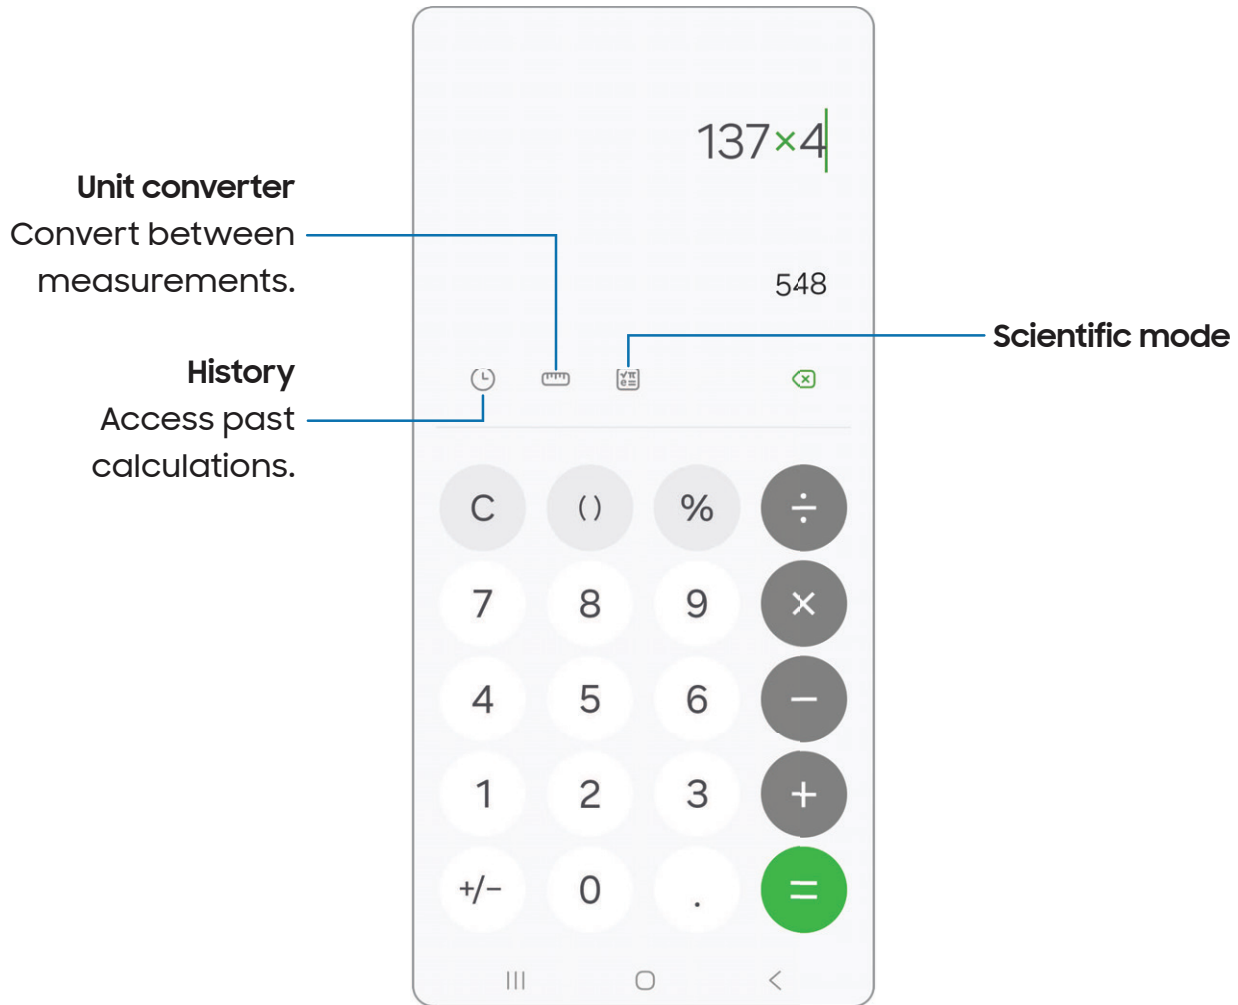 137×4
Unit converter
Convert between
measurements.
548
Scientific mode
History
Access past
calculations.
√π
e=
C
()
%
÷
7
8
9
×
4
5
6
−
1
2
3
+
+/−
0
.
=